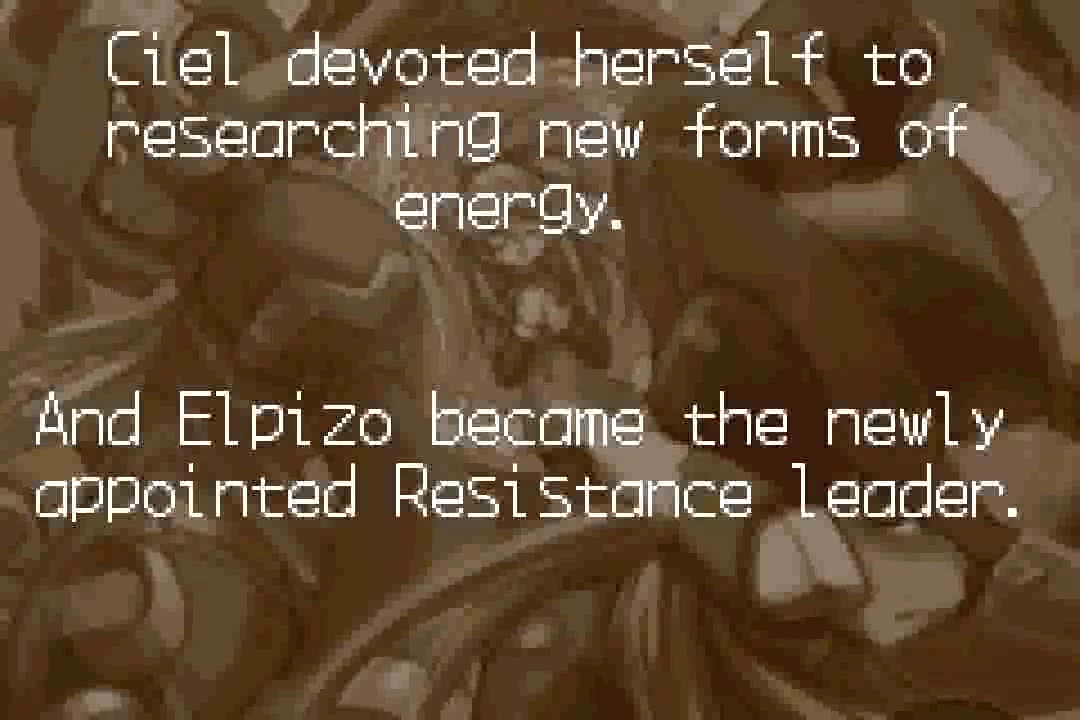 Ciel devoted herself to
researching new forms of
energy.
And Elpizo became the newly
appointed Resistance leader.